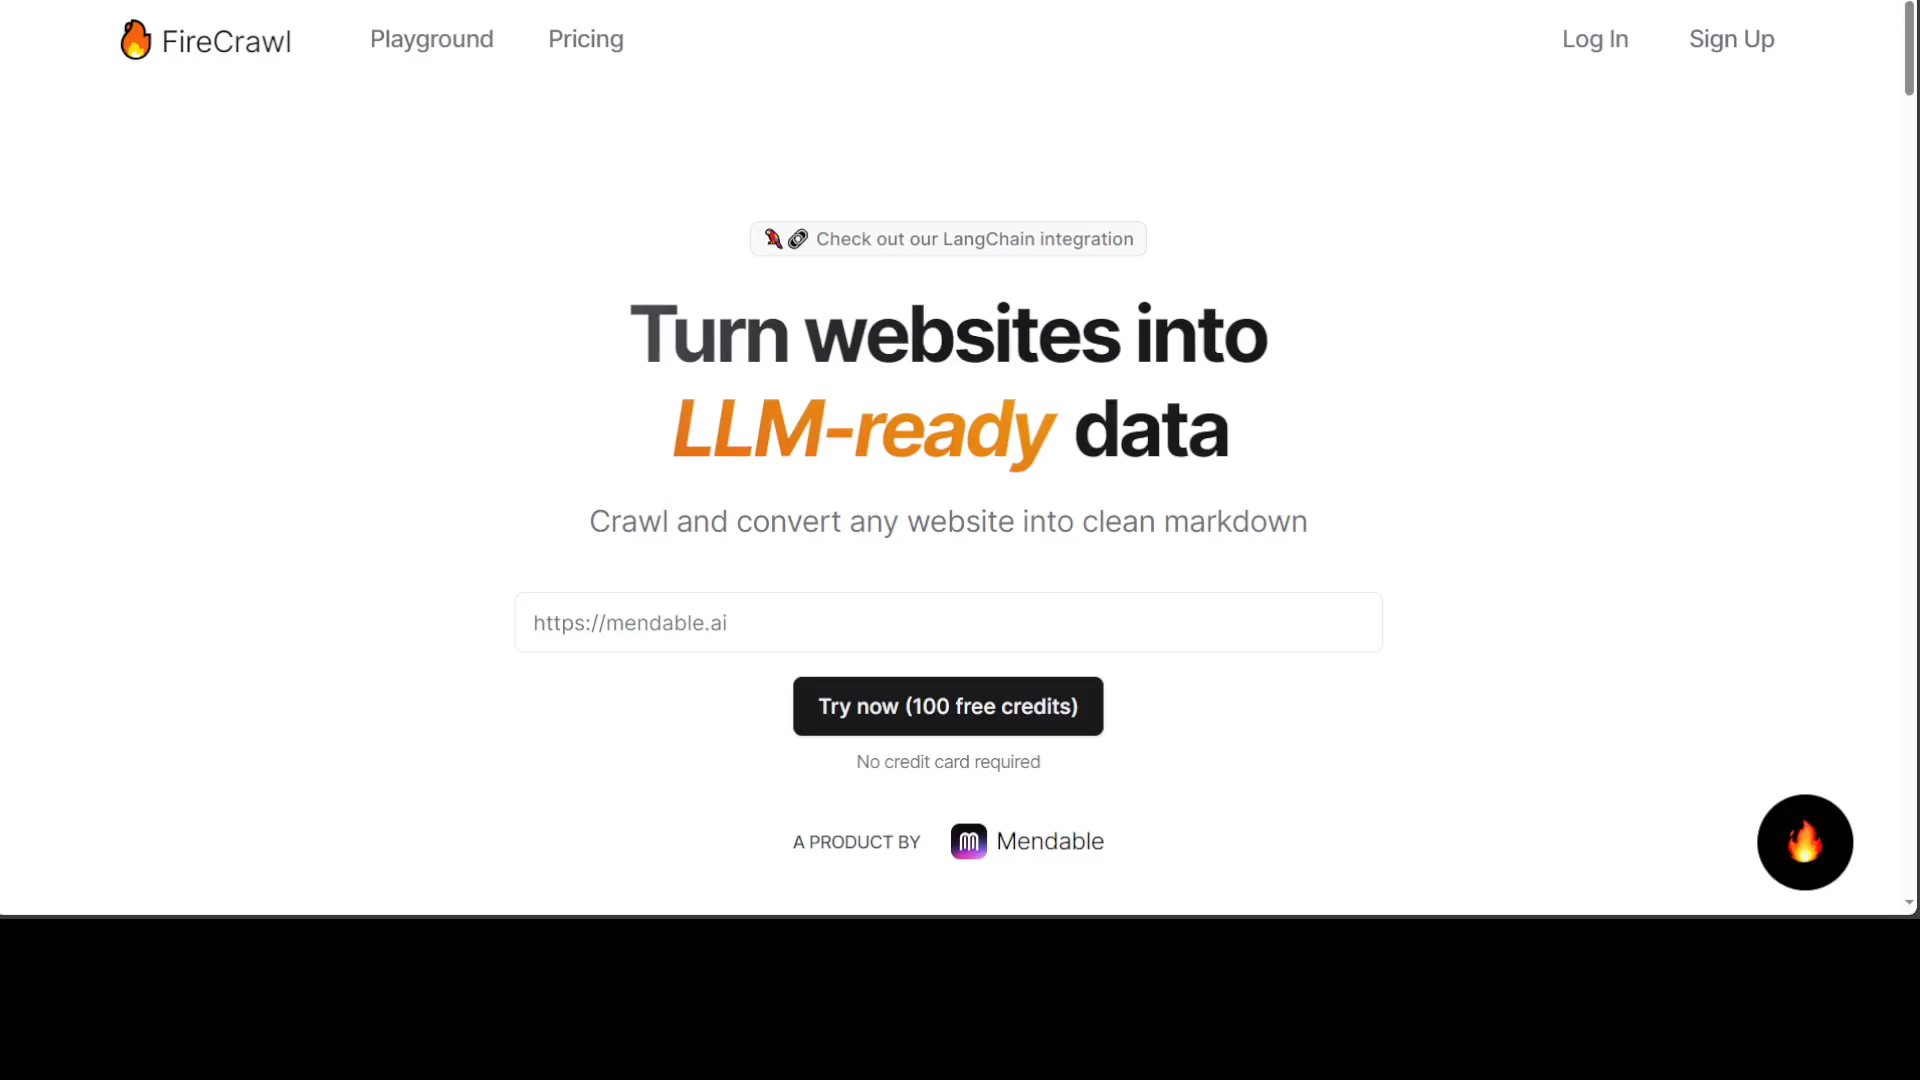 FireCrawl
Playground
Pricing
Log In
Sign Up
Check out our LangChain integration
Turn websites into
LLM-ready data
Crawl and convert any website into clean markdown
https://mendable.ai
Try now (100 free credits)
No credit card required
A PRODUCT BY
Mendable